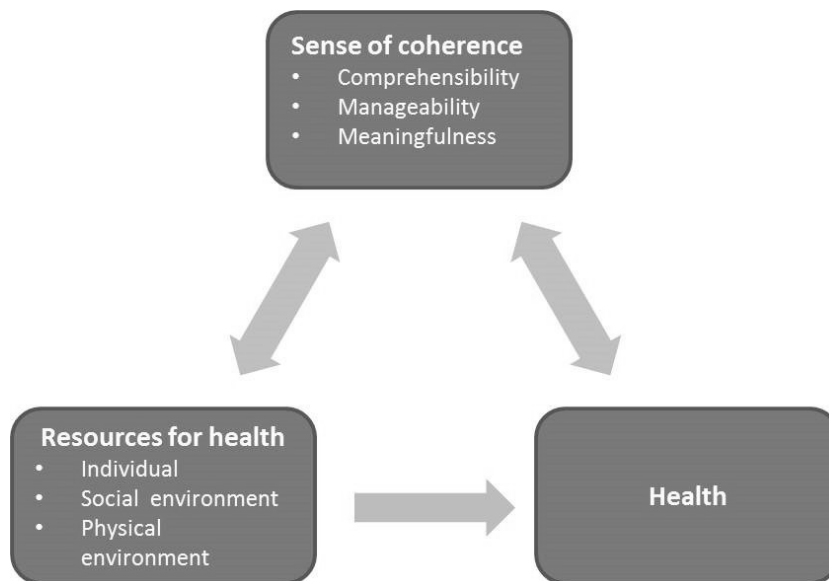 Sense of coherence
• Comprehensibility
• Manageability
• Meaningfulness
Resources for health
• Individual
• Social environment
• Physical
environment
Health